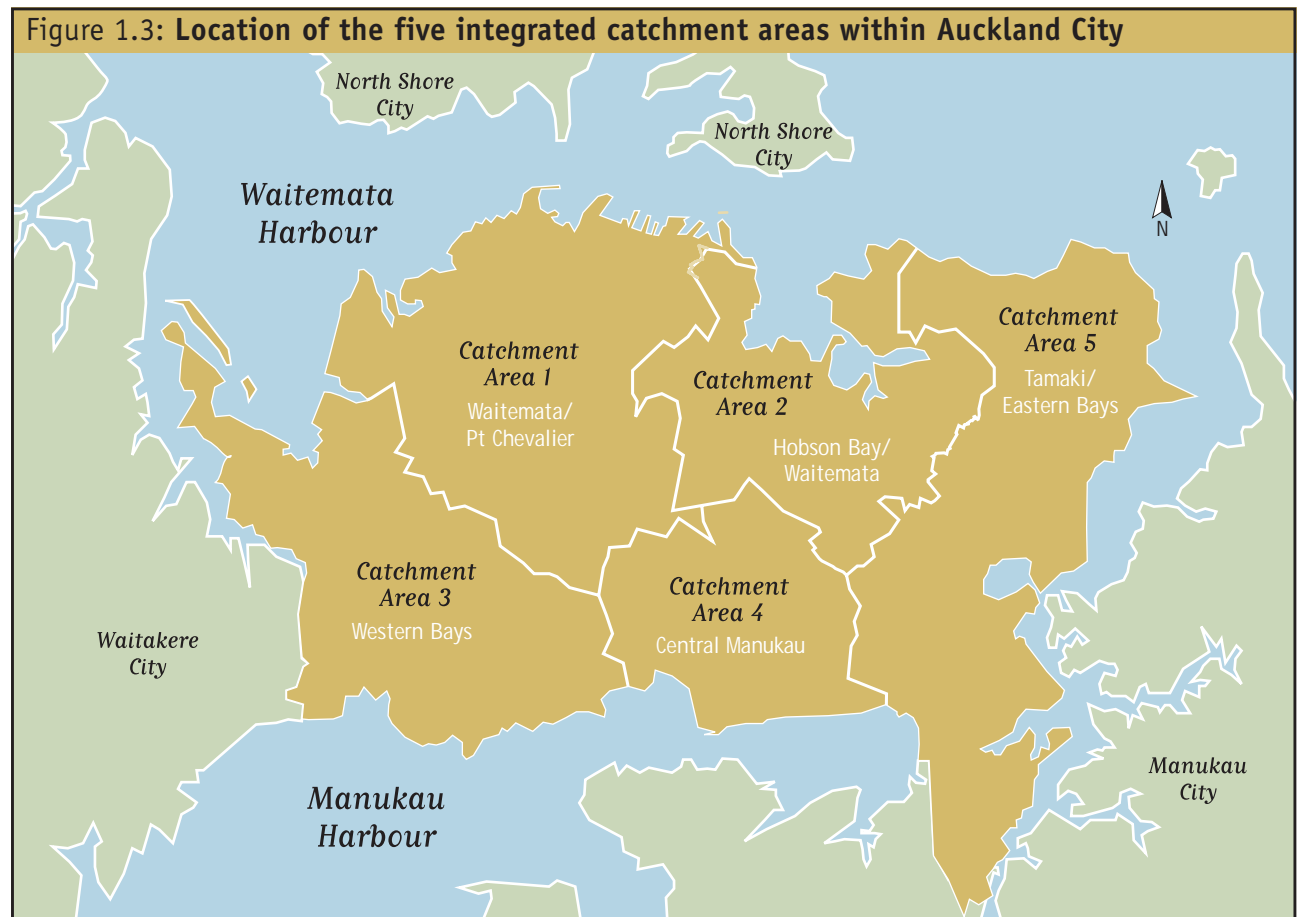 Figure 1.3: Location of the five integrated catchment areas within Auckland City
North Shore
City
North Shore
City
Waitemata
Harbour
N
Catchment
Area 5
Tamaki/
Eastern Bays
Catchment
Area 1
Waitemata/
Pt Chevalier
Catchment
Area 2
Hobson Bay/
Waitemata
Catchment
Area 3
Western Bays
Catchment
Area 4
Central Manukau
Waitakere
City
Manukau
City
Manukau
Harbour